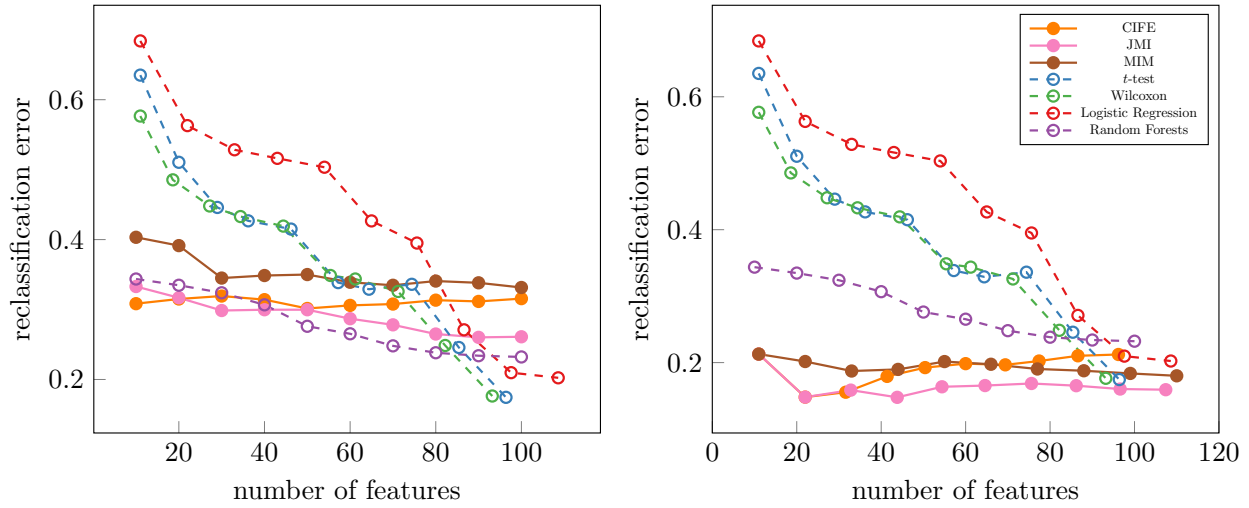 reclassification error
0.6
0.4
0.2
20 40 60 80 100
number of features
reclassification error
0.6
0.4
0.2
0 20 40 60 80 100 120
number of features
CIFE
JMI
MIM
t-test
Wilcoxon
Logistic Regression
Random Forests